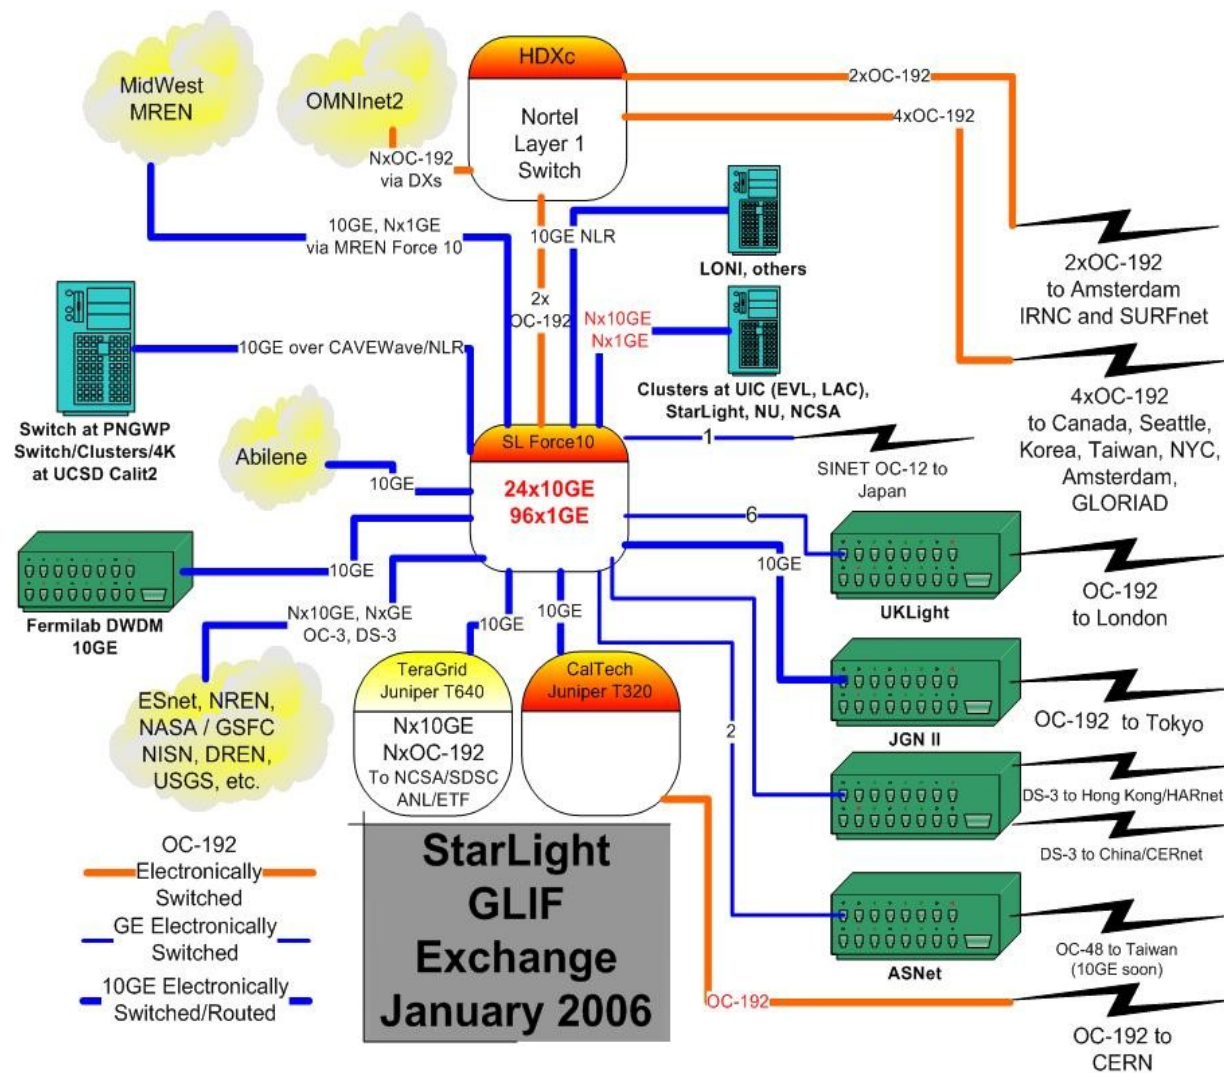 HDXc
Nortel
Layer 1
Switch
MidWest
MREN
OMNInet2
NxOC-192
via DXs
2xOC-192
4xOC-192
10GE, Nx1GE
via MREN Force 10
10GE NLR
LONI, others
2x
OC-192
Nx10GE
Nx1GE
2xOC-192
to Amsterdam
IRNC and SURFnet
10GE over CAVEWave/NLR
Clusters at UIC (EVL, LAC),
StarLight, NU, NCSA
4xOC-192
to Canada, Seattle,
Korea, Taiwan, NYC,
Amsterdam,
GLORIAD
Switch at PNGWP
Switch/Clusters/4K
at UCSD Calit2
Abilene
10GE
SL Force10
24x10GE
96x1GE
1
SINET OC-12 to
Japan
6
10GE
UKLight
OC-192
to London
10GE
Fermilab DWDM
10GE
Nx10GE, NxGE
OC-3, DS-3
10GE
10GE
ESnet, NREN,
NASA / GSFC
NISN, DREN,
USGS, etc.
TeraGrid
Juniper T640
Nx10GE
NxOC-192
To NCSA/SDSC
ANL/ETF
CalTech
Juniper T320
2
JGN II
OC-192 to Tokyo
DS-3 to Hong Kong/HARnet
DS-3 to China/CERnet
ASNet
OC-48 to Taiwan
(10GE soon)
OC-192
OC-192 to
CERN
OC-192
Electronically
Switched
GE Electronically
Switched
10GE Electronically
Switched/Routed
StarLight
GLIF
Exchange
January 2006